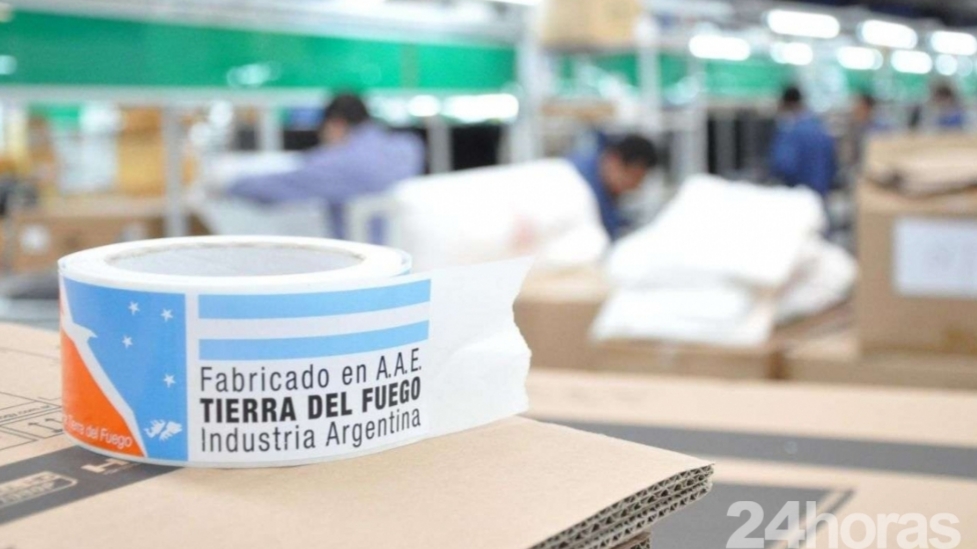 Fabricado en A.A.E.
TIERRA DEL FUEGO
Industria Argentina
Tierra del Fuego
24horas